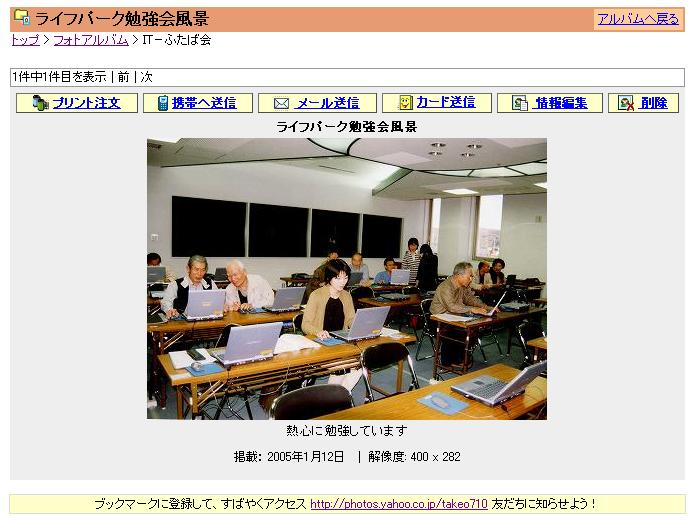 ライフパーク勉強会風景 アルバムへ戻る
トップ > フォトアルバム > IT－ふたば会
1件中1件目を表示 | 前 | 次
プリント注文 携帯へ送信 メール送信 カード送信 情報編集 削除
ライフパーク勉強会風景
熱心に勉強しています
掲載: 2005年1月12日 | 解像度: 400 x 282
ブックマークに登録して、すばやくアクセス http://photos.yahoo.co.jp/takeo710 友だちに知らせよう！